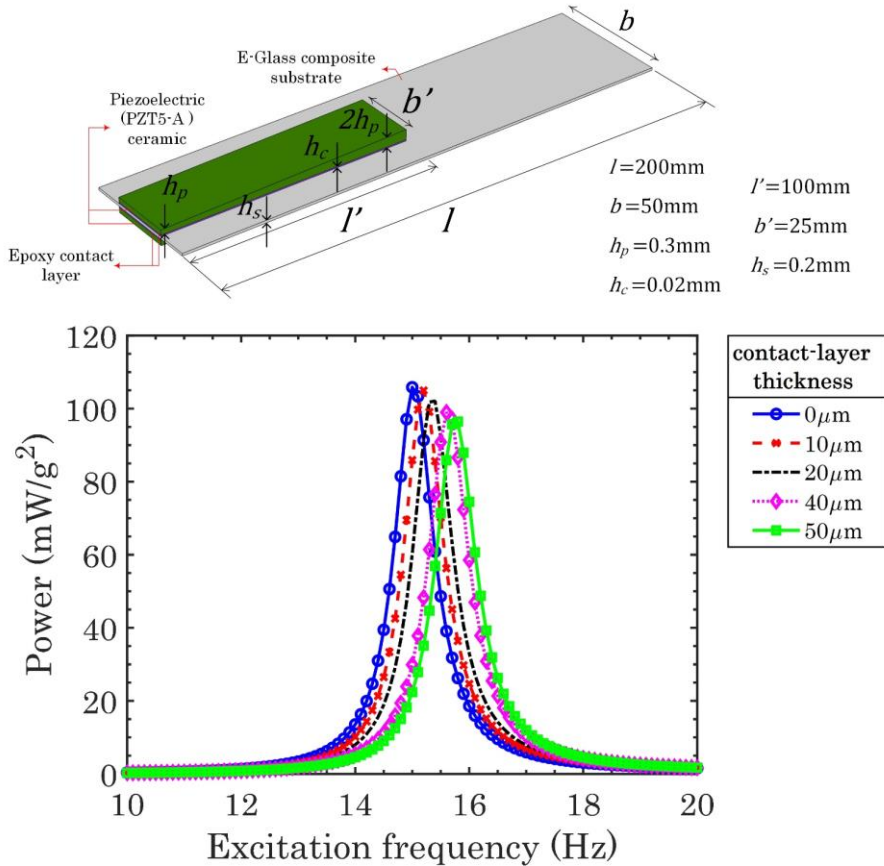 b
E-Glass composite
substrate
Piezoelectric
(PZT5-A )
ceramic
b’
2hp
hc
hp
hs
l’
l
Epoxy contact
layer
l=200mm
l’=100mm
b=50mm
b’=25mm
hp=0.3mm
hs=0.2mm
hc=0.02mm
120
100
80
60
40
20
0
Power (mW/g²)
10
12
14
16
18
20
Excitation frequency (Hz)
contact-layer
thickness
0μm
10μm
20μm
40μm
50μm